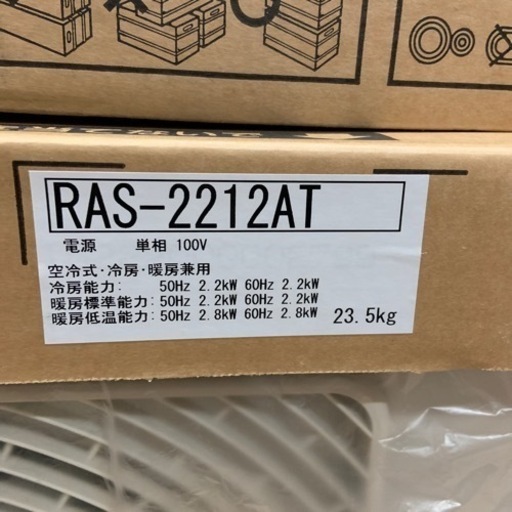 RAS-2212AT
電源 単相 100V
空冷式･冷房･暖房兼用
冷房能力: 50Hz 2.2kW 60Hz 2.2kW
暖房標準能力: 50Hz 2.2kW 60Hz 2.2kW
暖房低温能力: 50Hz 2.8kW 60Hz 2.8kW
23.5kg